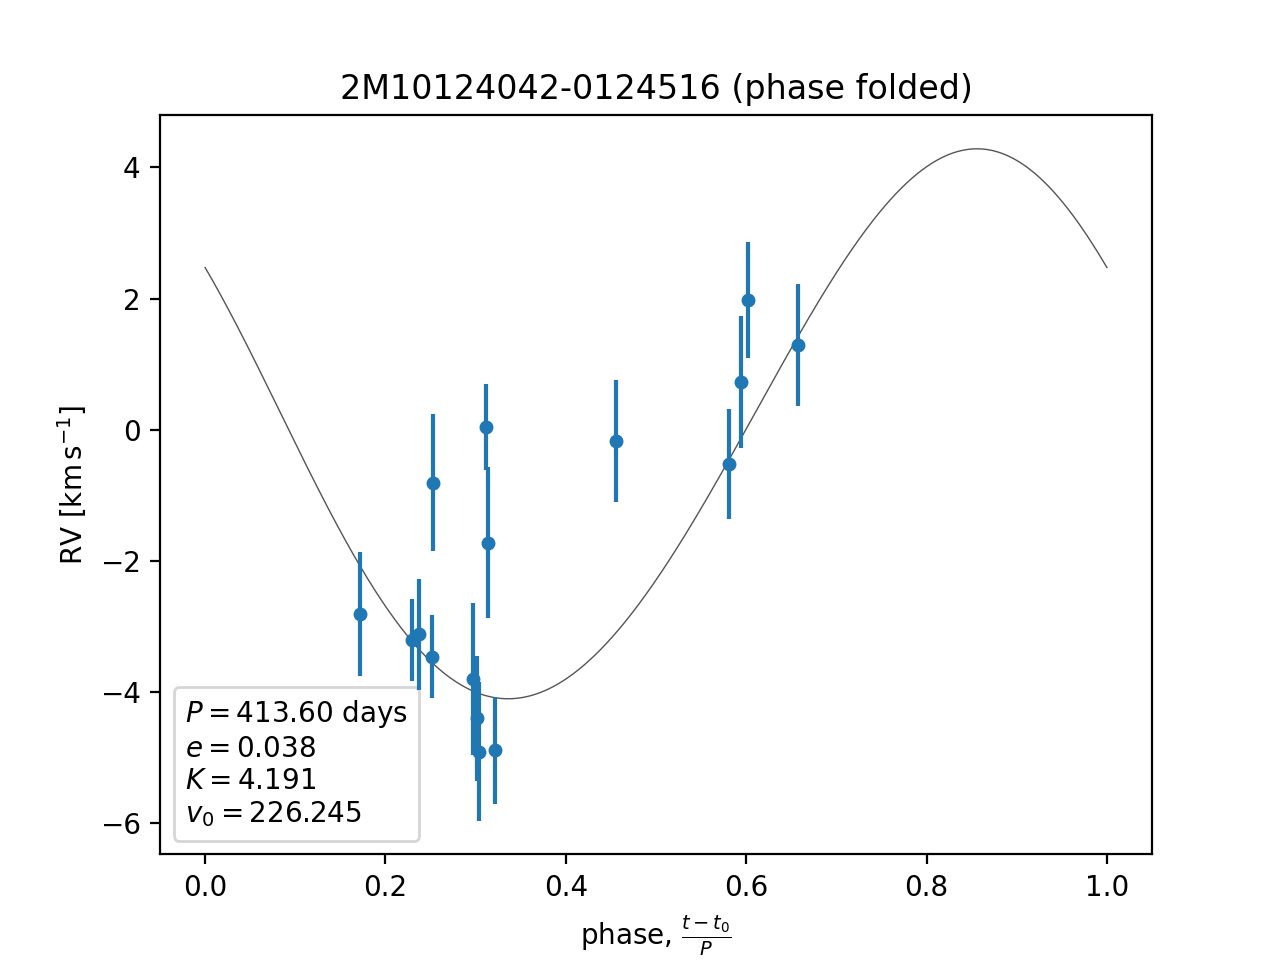 2M10124042-0124516 (phase folded)
4
2
0
−2
−4
−6
RV [km s⁻¹]
P = 413.60 days
e = 0.038
K = 4.191
v₀ = 226.245
0.0 0.2 0.4 0.6 0.8 1.0
phase, (t − t₀)/P